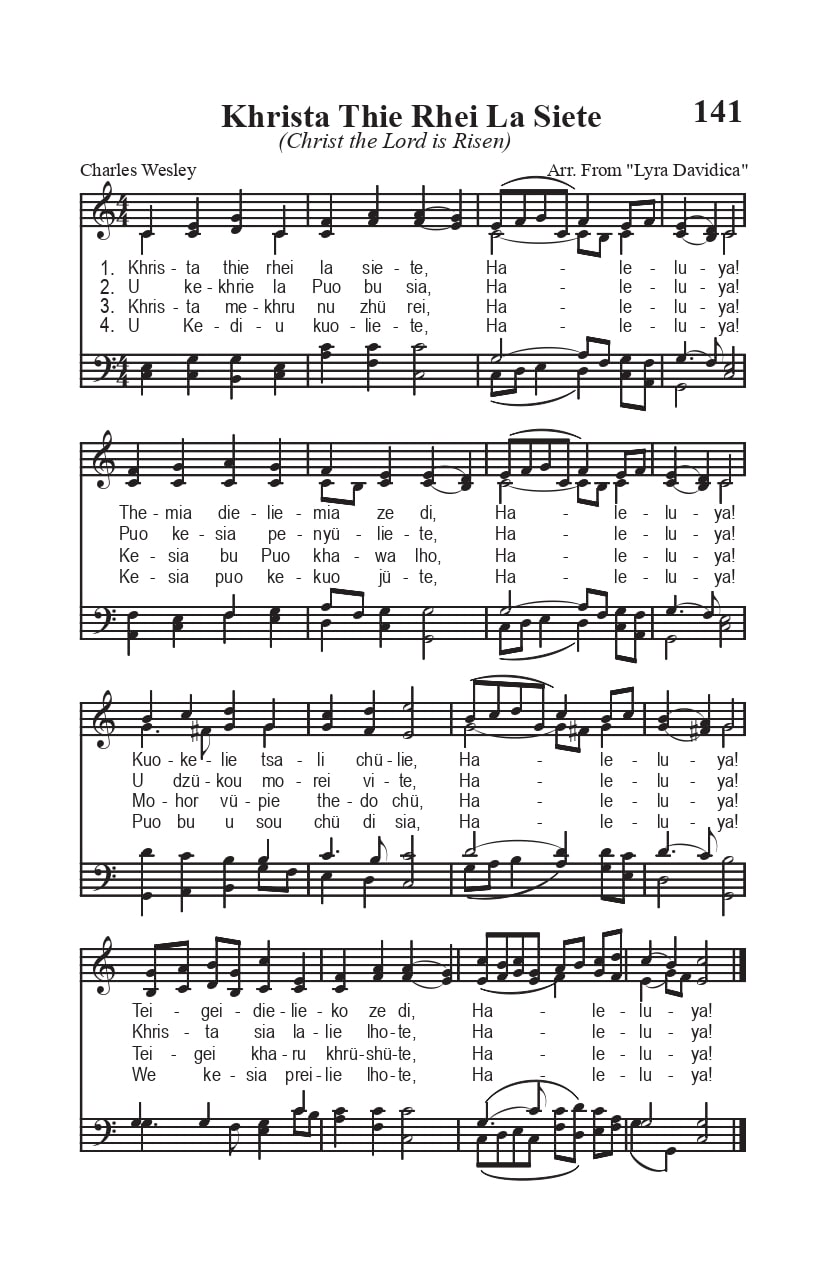 Khrista Thie Rhei La Siete 141
(Christ the Lord is Risen)
Charles Wesley Arr. From "Lyra Davidica"
1. Khris - ta thie rhei la sie - te, Ha - le - lu - ya!
2. U ke - khrie la Puo bu sia, Ha - le - lu - ya!
3. Khris - ta me - khru nu zhü rei, Ha - le - lu - ya!
4. U Ke - di - u kuo - lie - te, Ha - le - lu - ya!
The - mia die - lie - mia ze di, Ha - le - lu - ya!
Puo ke - sia pe - nyü - lie - te, Ha - le - lu - ya!
Ke - sia bu Puo kha - wa lho, Ha - le - lu - ya!
Ke - sia puo ke - kuo jü - te, Ha - le - lu - ya!
Kuo - ke - lie tsa - li chü - lie, Ha - le - lu - ya!
U dzü - kou mo - rei vi - te, Ha - le - lu - ya!
Mo - hor vü - pie the - do chü, Ha - le - lu - ya!
Puo bu u sou chü di sia, Ha - le - lu - ya!
Tei - gei - die - lie - ko ze di, Ha - le - lu - ya!
Khris - ta sia la - lie lho - te, Ha - le - lu - ya!
Tei - gei kha - ru khrü - shü - te, Ha - le - lu - ya!
We ke - sia prei - lie lho - te, Ha - le - lu - ya!